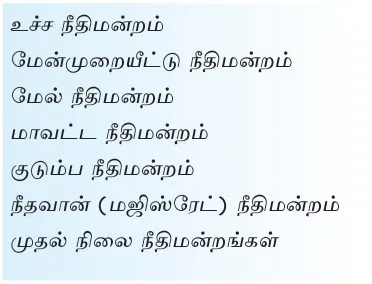 உச்ச நீதிமன்றம்
மேன்முறையீட்டு நீதிமன்றம்
மேல் நீதிமன்றம்
மாவட்ட நீதிமன்றம்
குடும்ப நீதிமன்றம்
நீதவான் (மஜிஸ்ரேட்) நீதிமன்றம்
முதல் நிலை நீதிமன்றங்கள்